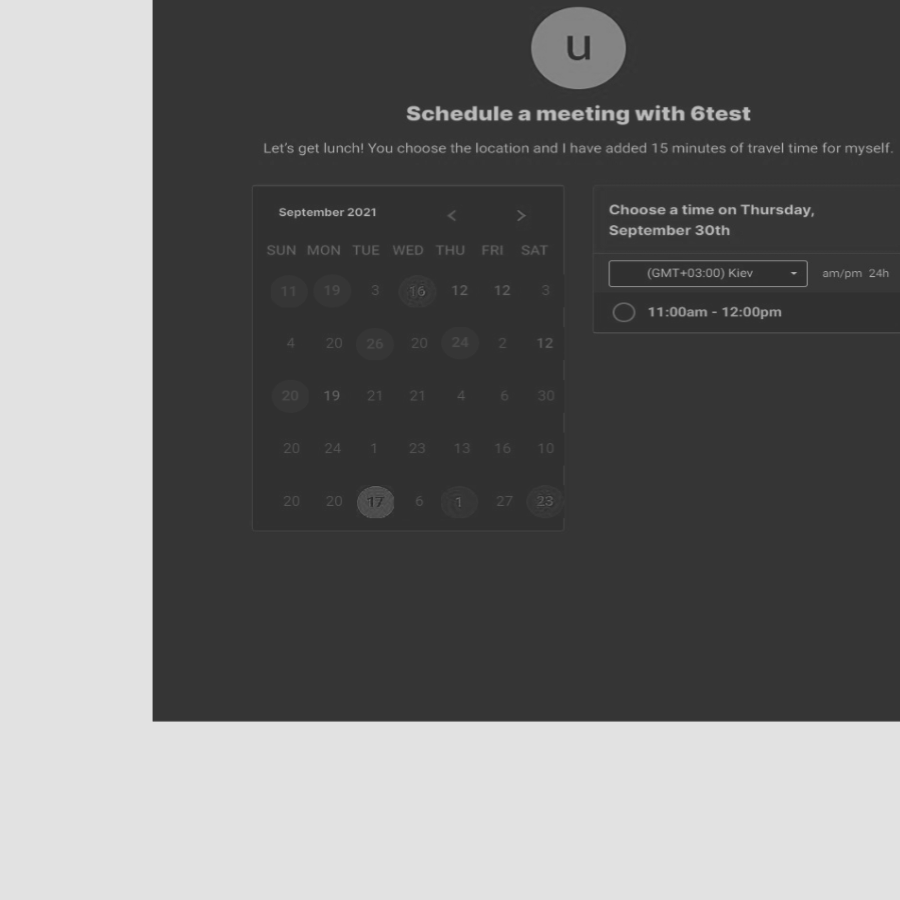 u
Schedule a meeting with 6test
Let's get lunch! You choose the location and I have added 15 minutes of travel time for myself.
September 2021 < >
SUN MON TUE WED THU FRI SAT
11 19 3 16 12 12 3
4 20 26 20 24 2 12
20 19 21 21 4 6 30
20 24 1 23 13 16 10
20 20 17 6 1 27 23
Choose a time on Thursday,
September 30th
(GMT+03:00) Kiev am/pm 24h
11:00am - 12:00pm